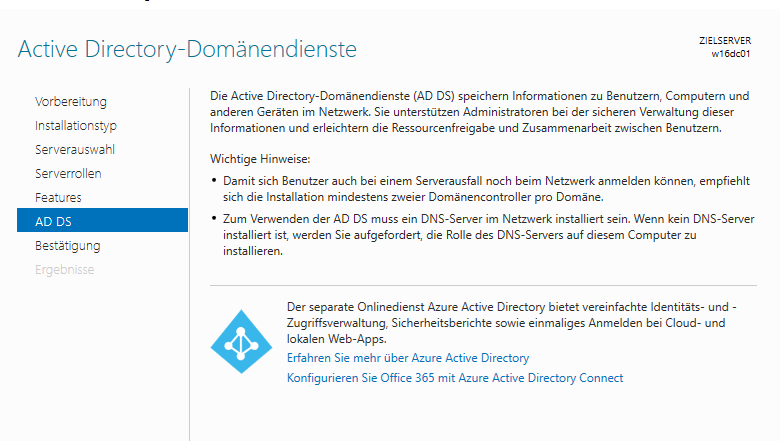 Active Directory-Domänendienste
ZIELSERVER
w16dc01
Vorbereitung
Installationstyp
Serverauswahl
Serverrollen
Features
AD DS
Bestätigung
Ergebnisse
Die Active Directory-Domänendienste (AD DS) speichern Informationen zu Benutzern, Computern und
anderen Geräten im Netzwerk. Sie unterstützen Administratoren bei der sicheren Verwaltung dieser
Informationen und erleichtern die Ressourcenfreigabe und Zusammenarbeit zwischen Benutzern.
Wichtige Hinweise:
• Damit sich Benutzer auch bei einem Serverausfall noch beim Netzwerk anmelden können, empfiehlt
sich die Installation mindestens zweier Domänencontroller pro Domäne.
• Zum Verwenden der AD DS muss ein DNS-Server im Netzwerk installiert sein. Wenn kein DNS-Server
installiert ist, werden Sie aufgefordert, die Rolle des DNS-Servers auf diesem Computer zu
installieren.
Der separate Onlinedienst Azure Active Directory bietet vereinfachte Identitäts- und -
Zugriffsverwaltung, Sicherheitsberichte sowie einmaliges Anmelden bei Cloud- und
lokalen Web-Apps.
Erfahren Sie mehr über Azure Active Directory
Konfigurieren Sie Office 365 mit Azure Active Directory Connect